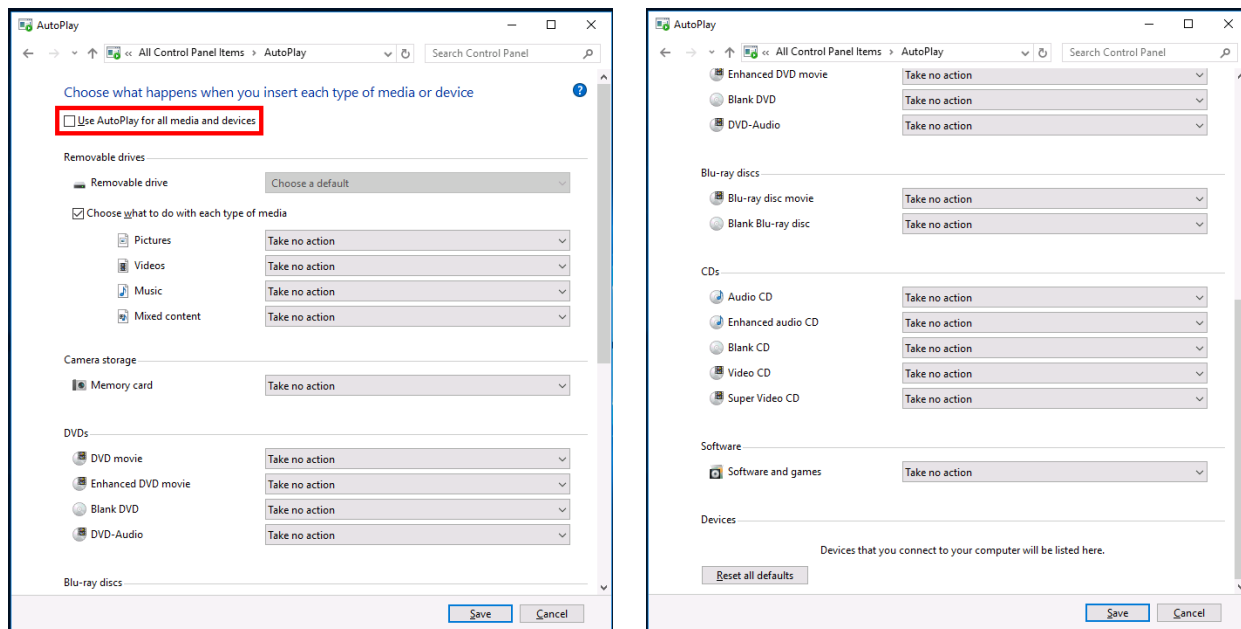 AutoPlay
« All Control Panel Items > AutoPlay
Search Control Panel
Choose what happens when you insert each type of media or device
?
Use AutoPlay for all media and devices
Removable drives
Removable drive Choose a default
Choose what to do with each type of media
Pictures Take no action
Videos Take no action
Music Take no action
Mixed content Take no action
Camera storage
Memory card Take no action
DVDs
DVD movie Take no action
Enhanced DVD movie Take no action
Blank DVD Take no action
DVD-Audio Take no action
Blu-ray discs
Save Cancel
AutoPlay
« All Control Panel Items > AutoPlay
Search Control Panel
Enhanced DVD movie Take no action
Blank DVD Take no action
DVD-Audio Take no action
Blu-ray discs
Blu-ray disc movie Take no action
Blank Blu-ray disc Take no action
CDs
Audio CD Take no action
Enhanced audio CD Take no action
Blank CD Take no action
Video CD Take no action
Super Video CD Take no action
Software
Software and games Take no action
Devices
Devices that you connect to your computer will be listed here.
Reset all defaults
Save Cancel